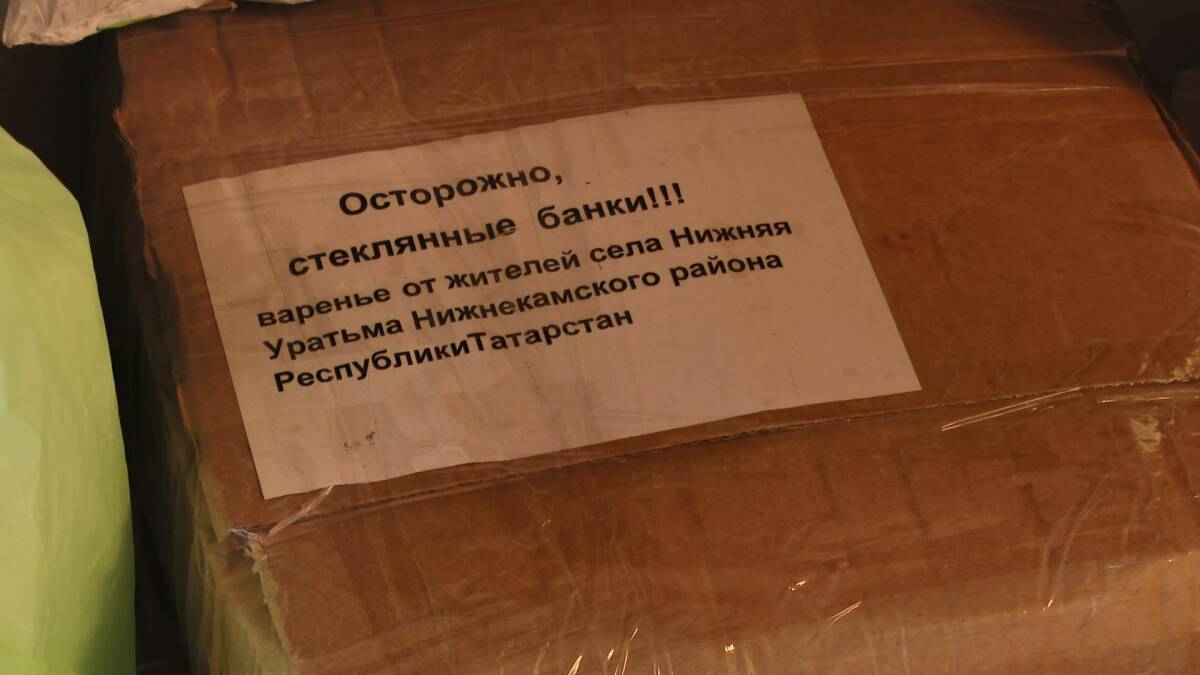 Осторожно,
стеклянные банки!!!
варенье от жителей села Нижняя
Уратьма Нижнекамского района
РеспубликиТатарстан